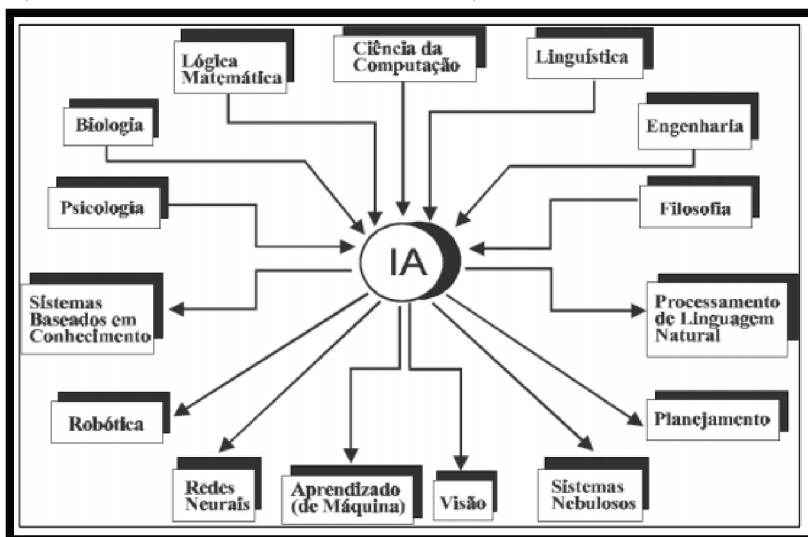 Lógica
Matemática
Ciência da
Computação
Linguística
Biologia
Engenharia
Psicologia
Filosofia
IA
Sistemas
Baseados em
Conhecimento
Processamento
de Linguagem
Natural
Robótica
Planejamento
Redes
Neurais
Aprendizado
(de Máquina)
Visão
Sistemas
Nebulosos